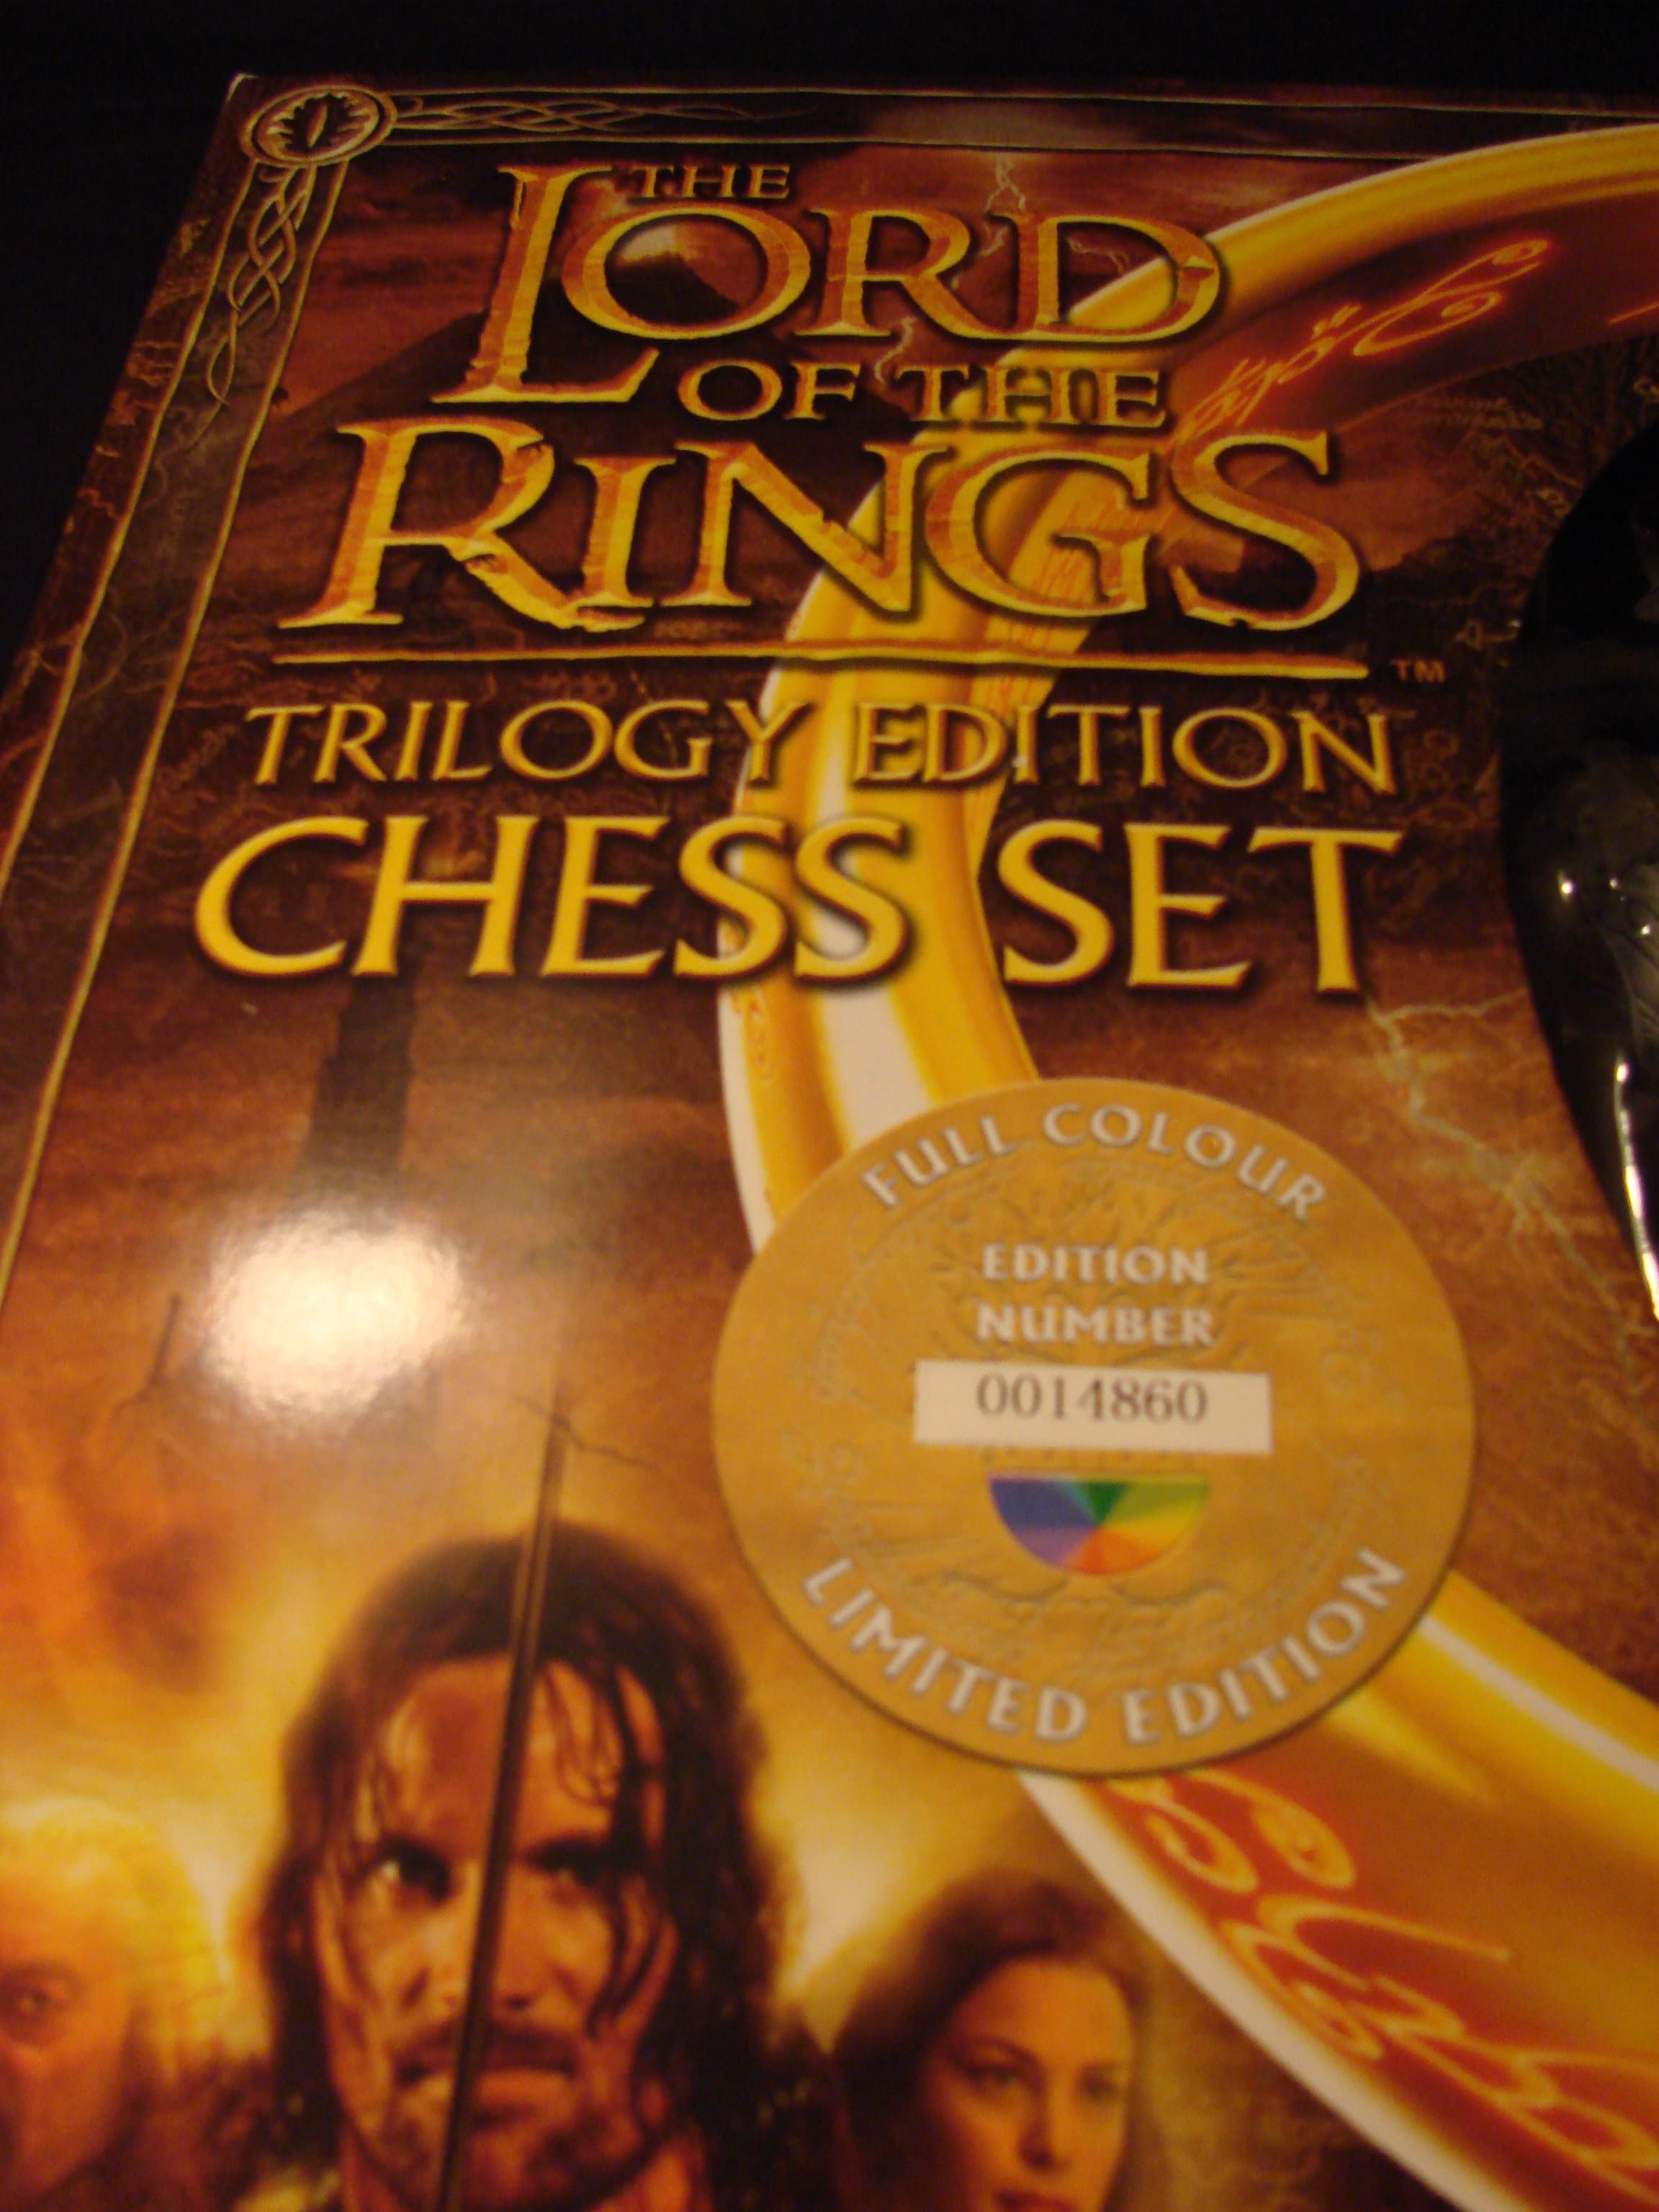 THE
LORD
OF THE
RINGS
TM
TRILOGY EDITION
CHESS SET
FULL COLOUR
EDITION
NUMBER
0014860
LIMITED EDITION